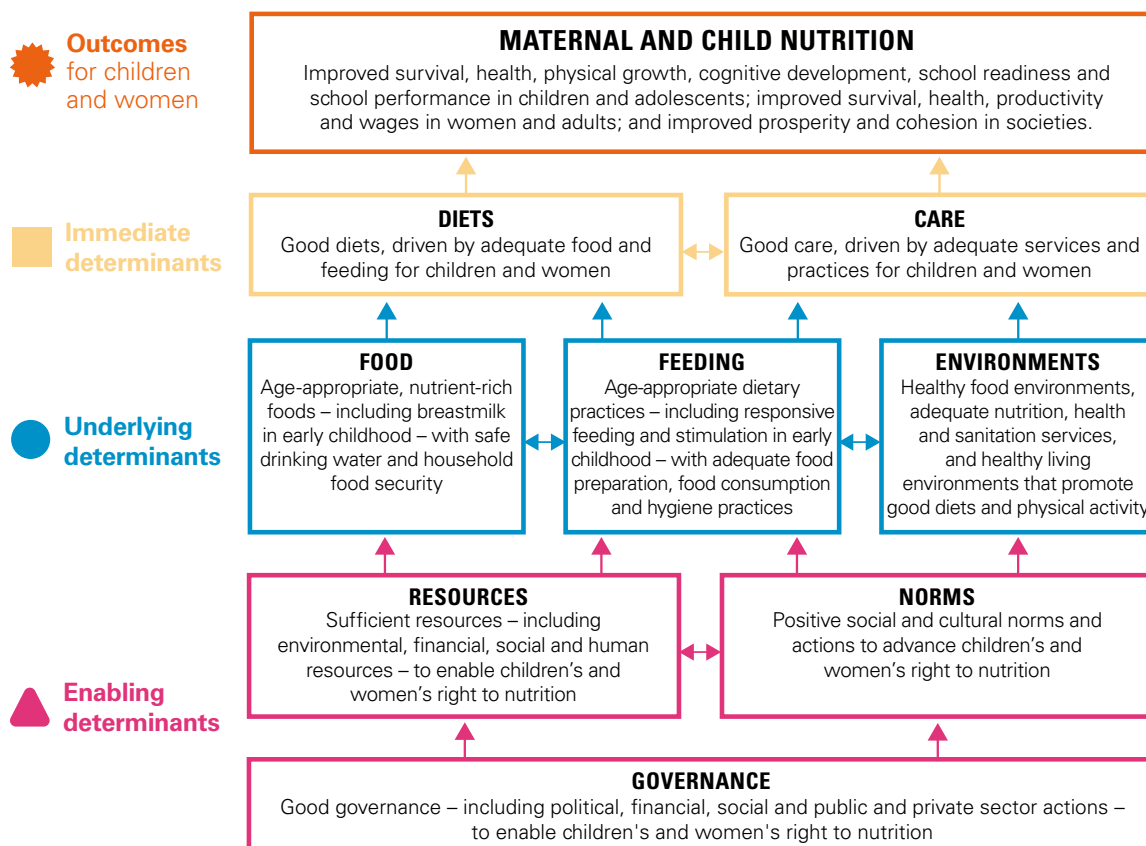 Outcomes
for children
and women
MATERNAL AND CHILD NUTRITION
Improved survival, health, physical growth, cognitive development, school readiness and
school performance in children and adolescents; improved survival, health, productivity
and wages in women and adults; and improved prosperity and cohesion in societies.
Immediate
determinants
DIETS
Good diets, driven by adequate food and
feeding for children and women
CARE
Good care, driven by adequate services and
practices for children and women
Underlying
determinants
FOOD
Age-appropriate, nutrient-rich
foods – including breastmilk
in early childhood – with safe
drinking water and household
food security
FEEDING
Age-appropriate dietary
practices – including responsive
feeding and stimulation in early
childhood – with adequate food
preparation, food consumption
and hygiene practices
ENVIRONMENTS
Healthy food environments,
adequate nutrition, health
and sanitation services,
and healthy living
environments that promote
good diets and physical activity
Enabling
determinants
RESOURCES
Sufficient resources – including
environmental, financial, social and human
resources – to enable children’s and
women’s right to nutrition
NORMS
Positive social and cultural norms and
actions to advance children’s and
women’s right to nutrition
GOVERNANCE
Good governance – including political, financial, social and public and private sector actions –
to enable children's and women's right to nutrition